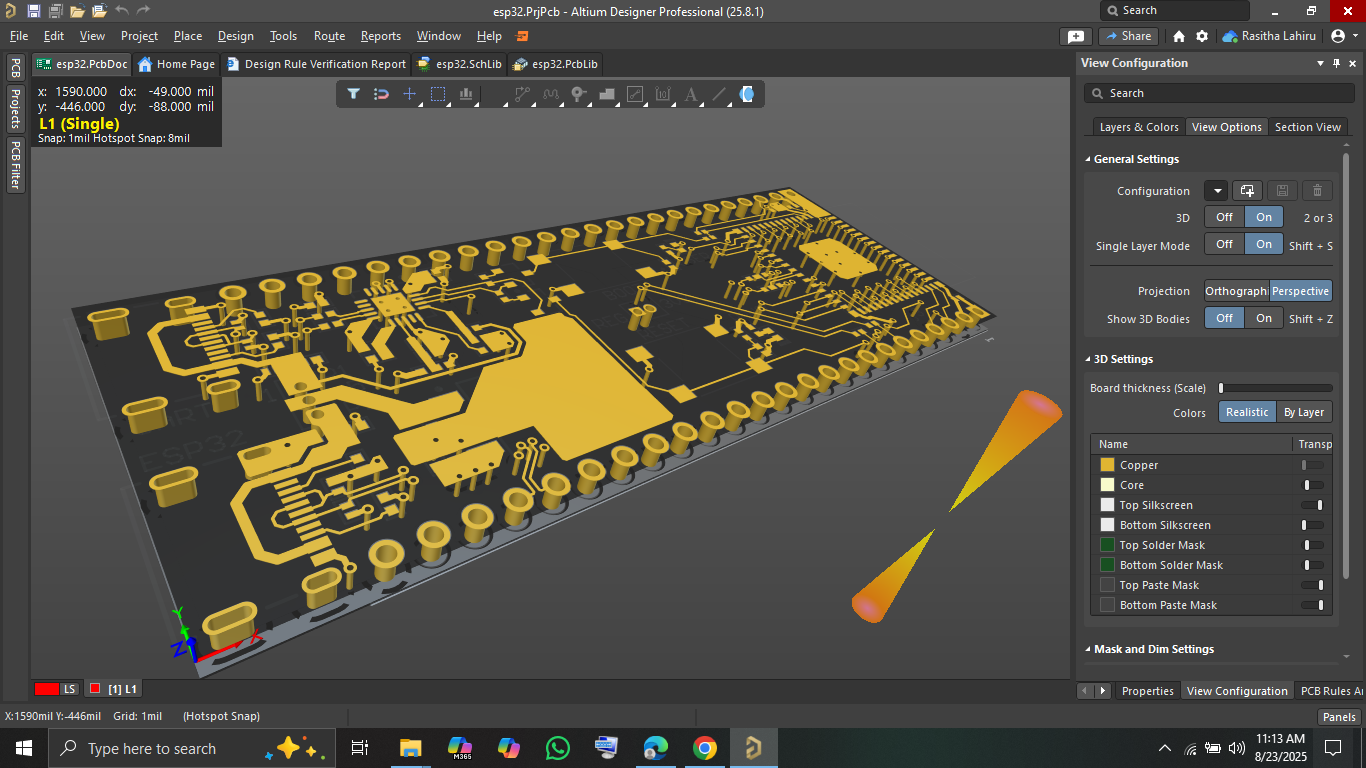 esp32.PrjPcb - Altium Designer Professional (25.8.1)
Search
File Edit View Project Place Design Tools Route Reports Window Help
Share
Rasitha Lahiru
esp32.PcbDoc
Home Page
Design Rule Verification Report
esp32.SchLib
esp32.PcbLib
View Configuration
PCB
Projects
PCB Filter
x: 1590.000 dx: -49.000 mil
y: -446.000 dy: -88.000 mil
L1 (Single)
Snap: 1mil Hotspot Snap: 8mil
Search
Layers & Colors View Options Section View
General Settings
Configuration
3D Off On 2 or 3
Single Layer Mode Off On Shift + S
Projection Orthographi Perspective
Show 3D Bodies Off On Shift + Z
3D Settings
Board thickness (Scale)
Colors Realistic By Layer
Name Transp
Copper
Core
Top Silkscreen
Bottom Silkscreen
Top Solder Mask
Bottom Solder Mask
Top Paste Mask
Bottom Paste Mask
Mask and Dim Settings
ESP32
X
Y
Z
LS [1] L1
Properties View Configuration PCB Rules A
X:1590mil Y:-446mil Grid: 1mil (Hotspot Snap)
Panels
Type here to search
M365
11:13 AM
8/23/2025